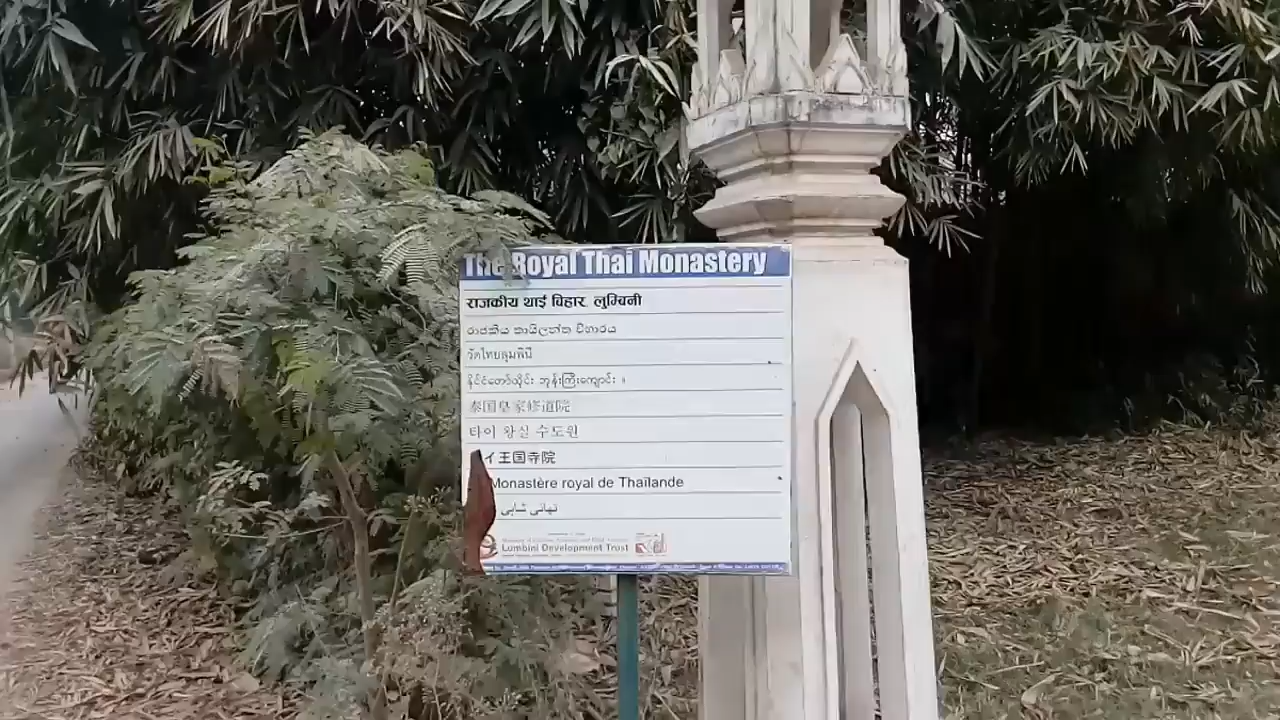 The Royal Thai Monastery
राजकीय थाई विहार, लुम्बिनी
රාජකීය තායිලන්ත විහාරය
วัดไทยลุมพินี
နိုင်ငံတော်ထိုင်း ဘုန်းကြီးကျောင်း ။
泰国皇家修道院
타이 왕실 수도원
イ王国寺院
Monastère royal de Thaïlande
Lumbini Development Trust